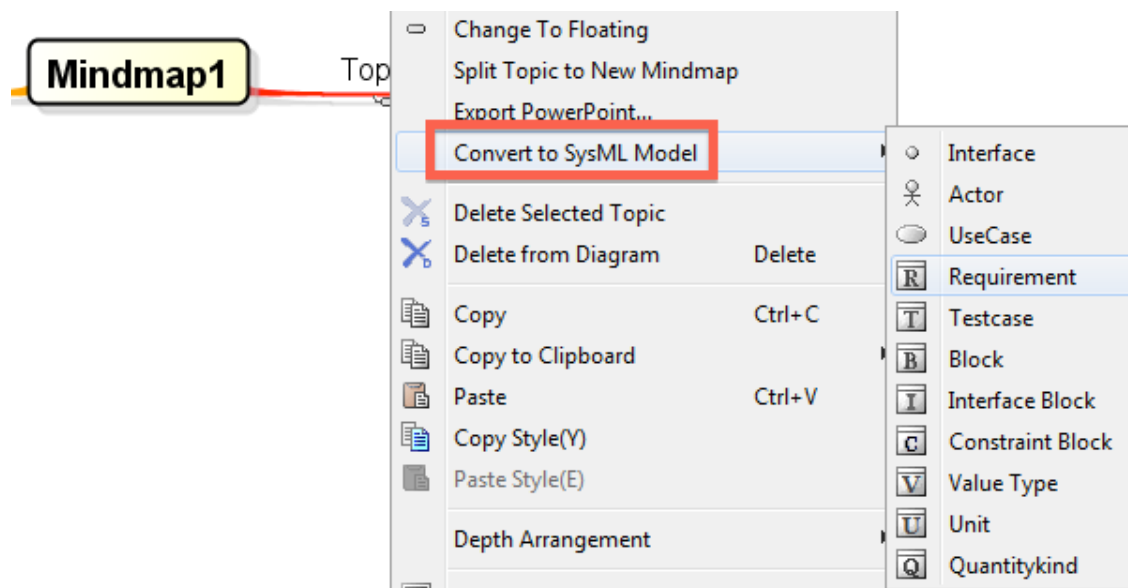 Mindmap1
Top
Change To Floating
Split Topic to New Mindmap
Export PowerPoint...
Convert to SysML Model
Delete Selected Topic
Delete from Diagram Delete
Copy Ctrl+C
Copy to Clipboard
Paste Ctrl+V
Copy Style(Y)
Paste Style(E)
Depth Arrangement
Interface
Actor
UseCase
R Requirement
T Testcase
B Block
I Interface Block
C Constraint Block
V Value Type
U Unit
Q Quantitykind